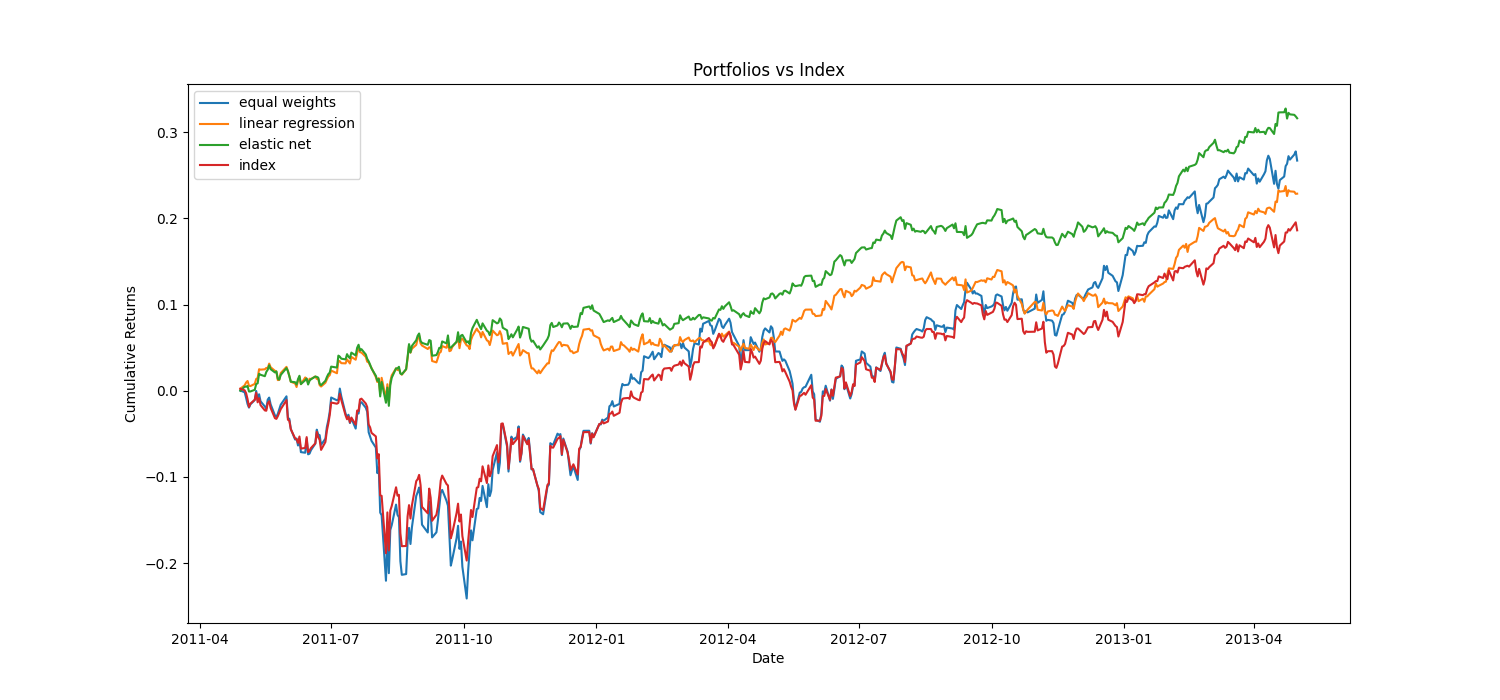 Portfolios vs Index
equal weights
linear regression
elastic net
index
Cumulative Returns
0.3
0.2
0.1
0.0
−0.1
−0.2
2011-04 2011-07 2011-10 2012-01 2012-04 2012-07 2012-10 2013-01 2013-04
Date